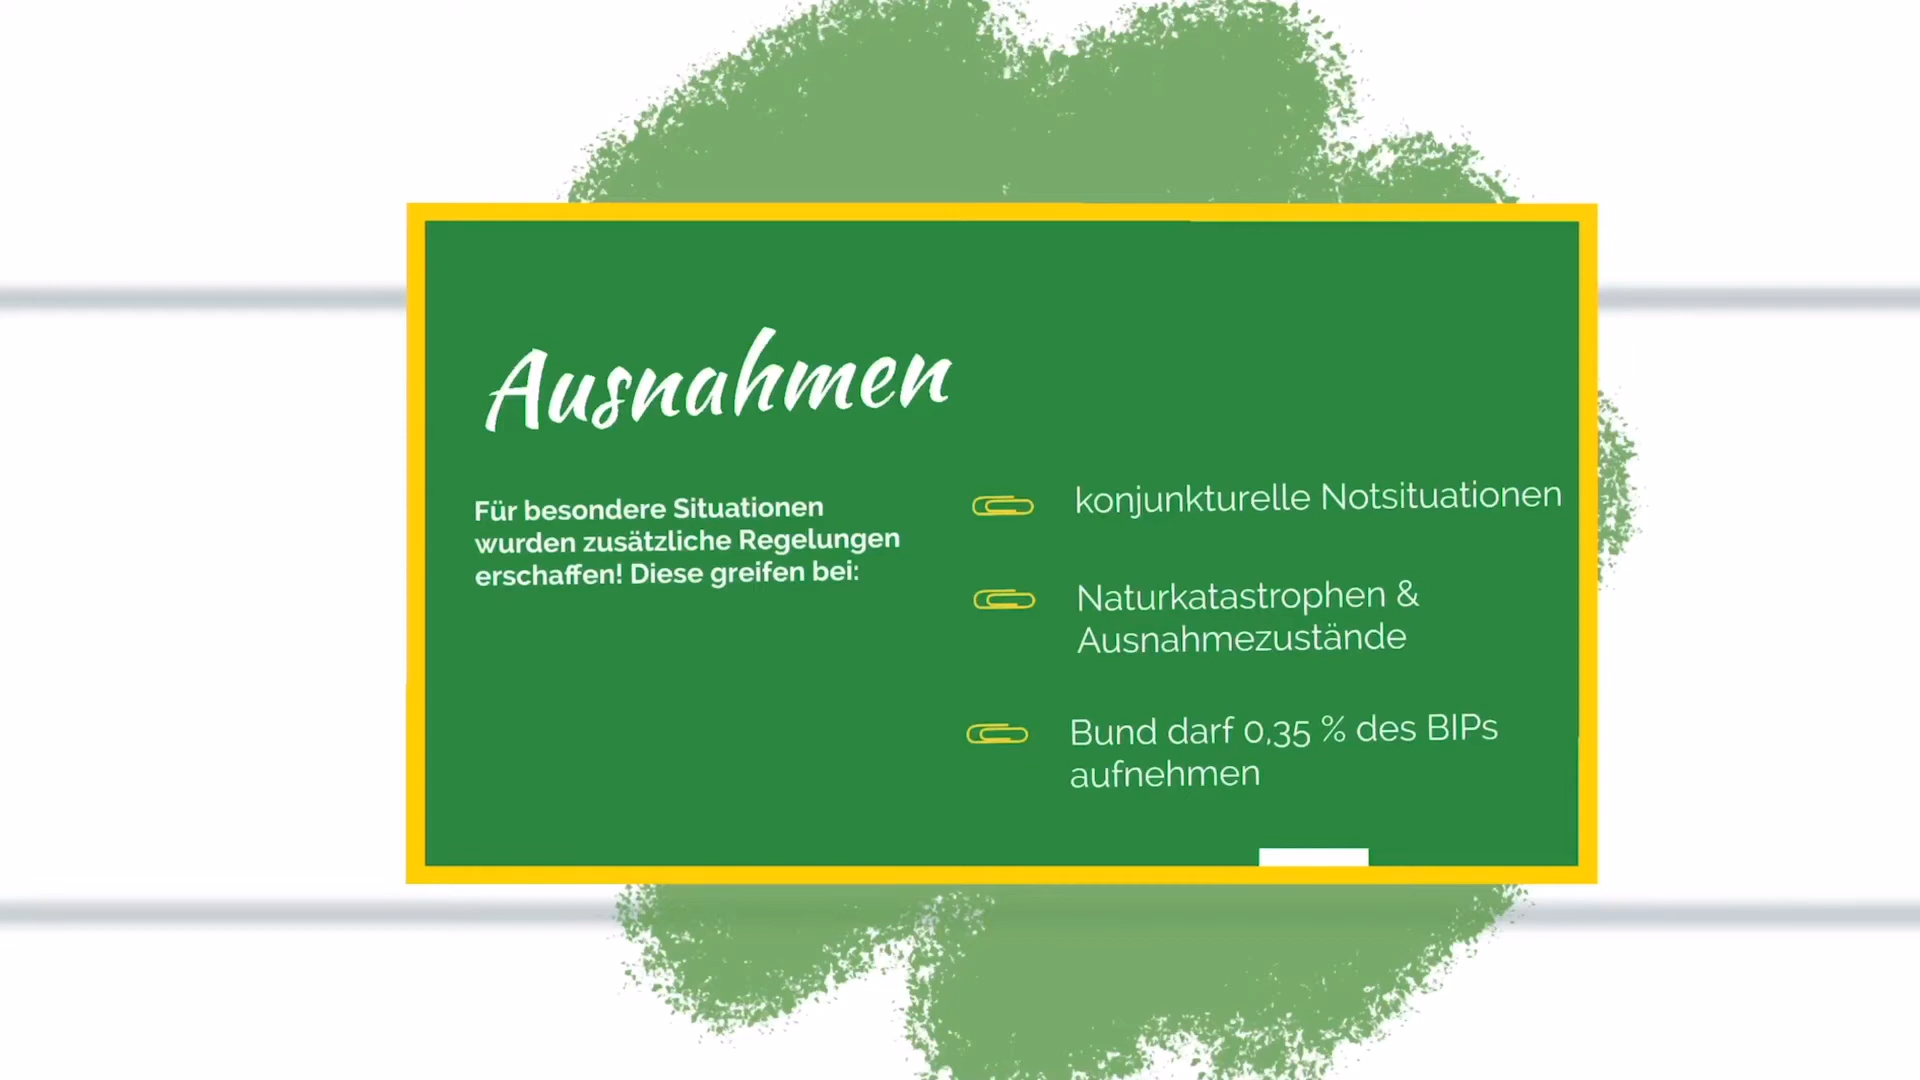 Ausnahmen
Für besondere Situationen
wurden zusätzliche Regelungen
erschaffen! Diese greifen bei:
konjunkturelle Notsituationen
Naturkatastrophen &
Ausnahmezustände
Bund darf 0,35 % des BIPs
aufnehmen